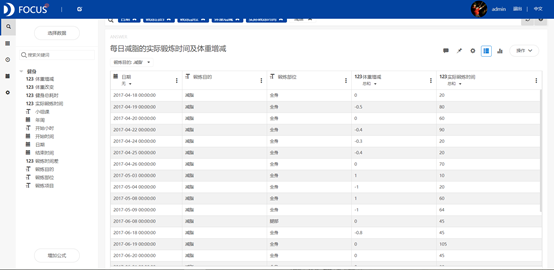 FOCUS
admin
中文
选择数据
搜索关键词
健身
123 体重增减
123 体重改变
123 健身总耗时
123 实际锻炼时间
小组课
年周
开始小时
开始时间
日期
结束时间
123 锻炼时间差
锻炼目的
锻炼部位
锻炼项目
增加公式
每日减脂的实际锻炼时间及体重增减
锻炼目的: 减脂
操作
日期 锻炼目的 锻炼部位 123 体重增减 123 实际锻炼时间
天 总和 总和
2017-04-18 00:00:00 减脂 全身 0 20
2017-04-19 00:00:00 减脂 全身 -0.5 80
2017-04-20 00:00:00 减脂 全身 0 60
2017-04-22 00:00:00 减脂 全身 -0.4 90
2017-04-24 00:00:00 减脂 全身 -0.3 20
2017-04-25 00:00:00 减脂 全身 -0.4 20
2017-04-26 00:00:00 减脂 全身 0 70
2017-05-03 00:00:00 减脂 全身 1 10
2017-05-04 00:00:00 减脂 全身 -1 20
2017-05-08 00:00:00 减脂 全身 1 60
2017-05-09 00:00:00 减脂 全身 -1 64
2017-06-08 00:00:00 减脂 腿部 0 45
2017-06-18 00:00:00 减脂 全身 -0.8 45
2017-06-19 00:00:00 减脂 全身 0 105
2017-06-20 00:00:00 减脂 全身 0 45